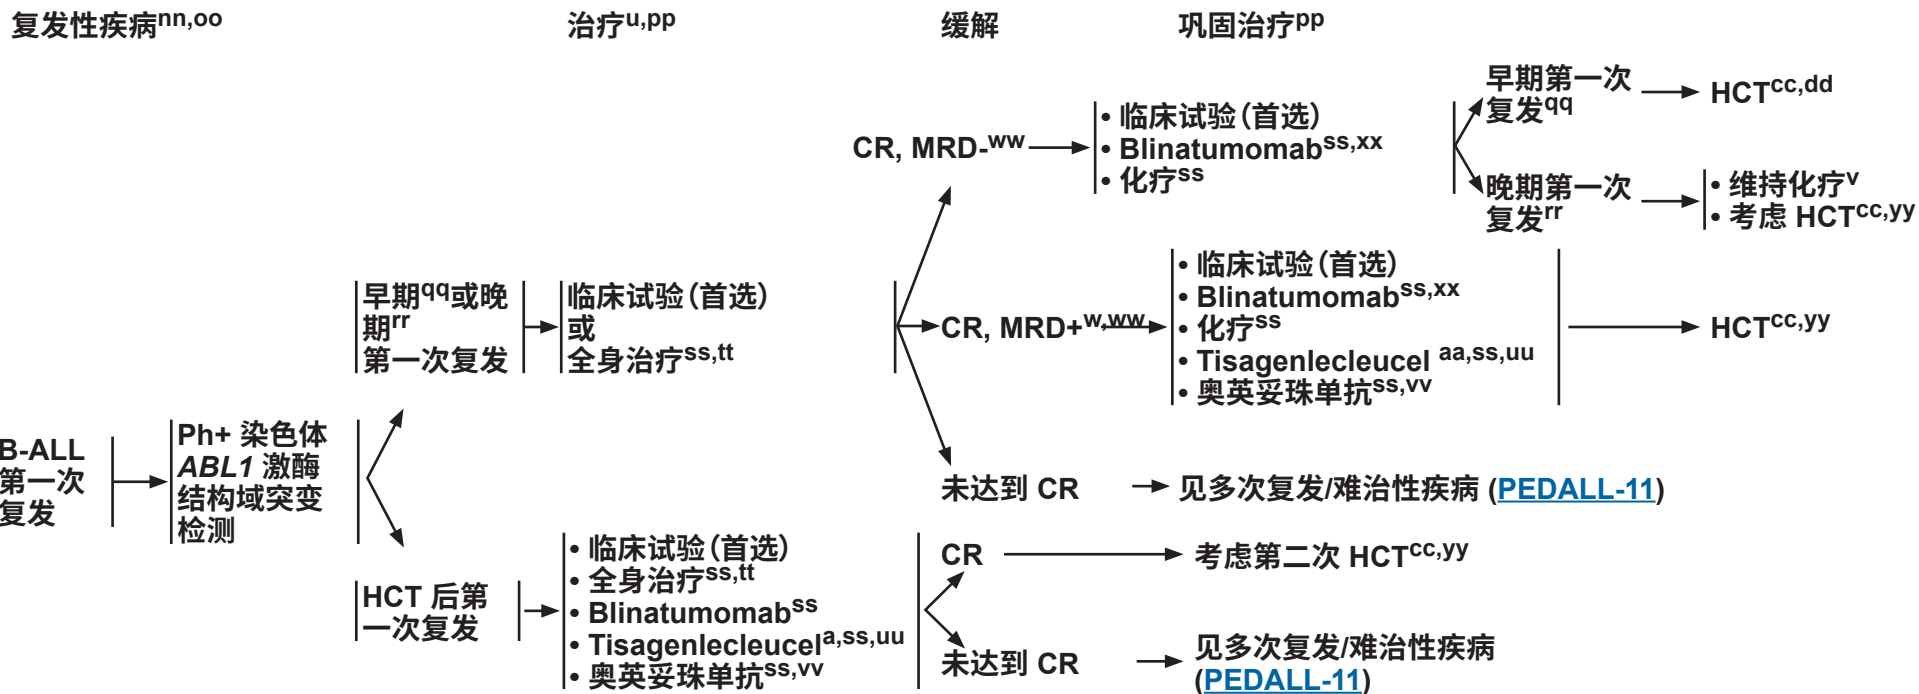 复发性疾病nn,oo
治疗u,pp
缓解
巩固治疗pp
B-ALL
第一次
复发
Ph+ 染色体
ABL1 激酶
结构域突变
检测
早期qq或晚
期rr
第一次复发
临床试验（首选）
或
全身治疗ss,tt
CR, MRD-ww
• 临床试验（首选）
• Blinatumomabss,xx
• 化疗ss
早期第一次
复发qq
HCTcc,dd
晚期第一次
复发rr
• 维持化疗v
• 考虑 HCTcc,yy
CR, MRD+w,ww
• 临床试验（首选）
• Blinatumomabss,xx
• 化疗ss
• Tisagenlecleucel aa,ss,uu
• 奥英妥珠单抗ss,vv
HCTcc,yy
未达到 CR
见多次复发/难治性疾病 (PEDALL-11)
HCT 后第
一次复发
• 临床试验（首选）
• 全身治疗ss,tt
• Blinatumomabss
• Tisagenlecleucela,ss,uu
• 奥英妥珠单抗ss,vv
CR
考虑第二次 HCTcc,yy
未达到 CR
见多次复发/难治性疾病
(PEDALL-11)